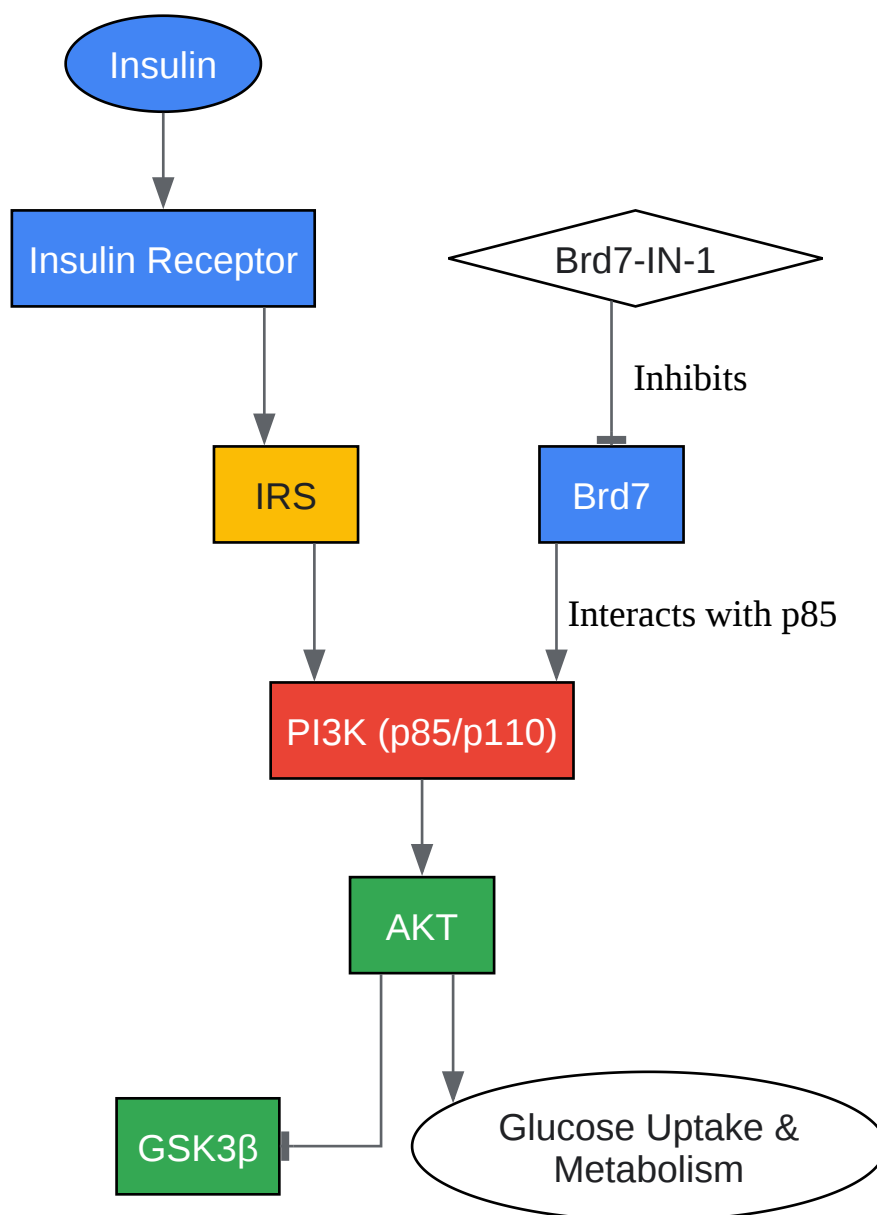 Insulin
Insulin Receptor
Brd7-IN-1
Inhibits
IRS
Brd7
Interacts with p85
PI3K (p85/p110)
AKT
GSK3β
Glucose Uptake &
Metabolism